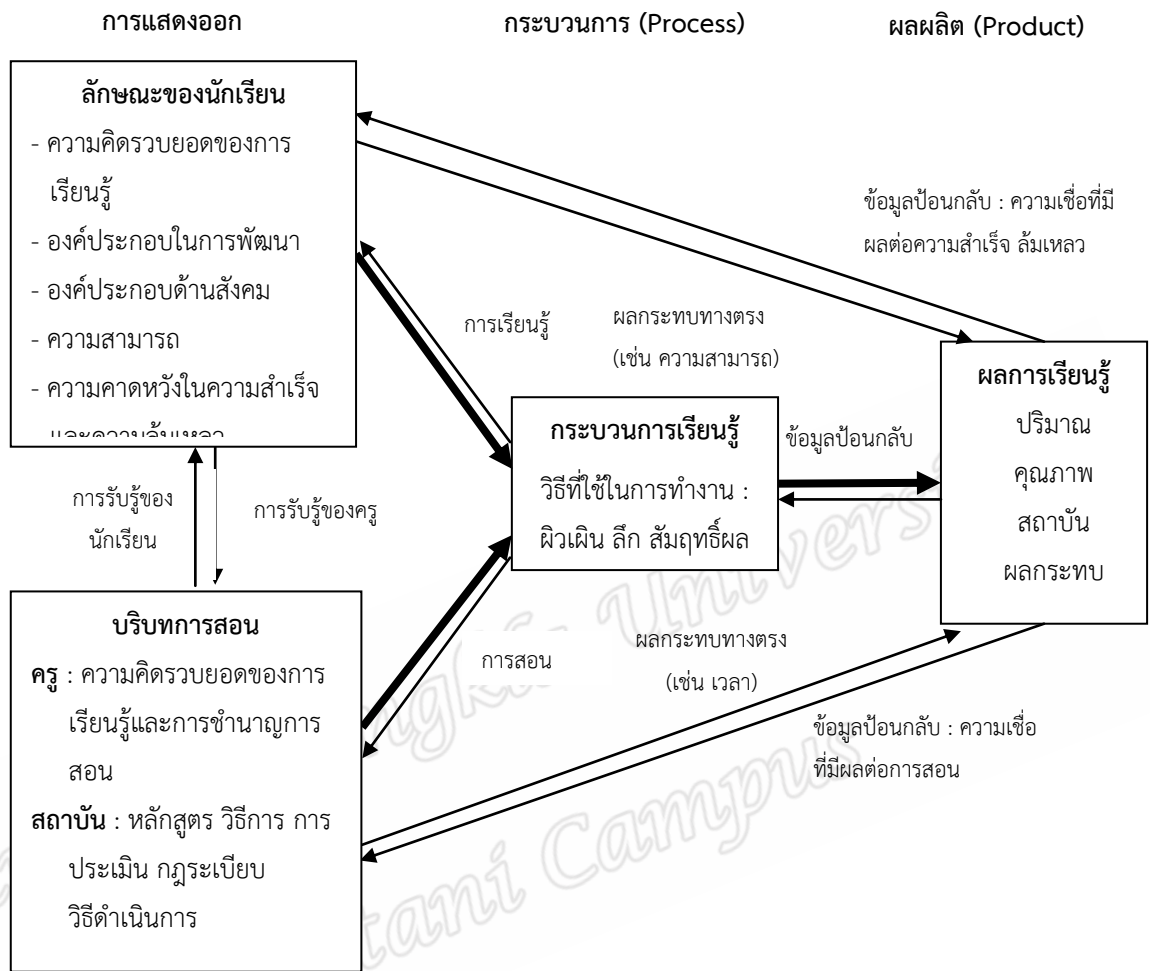 การแสดงออก
กระบวนการ (Process)
ผลผลิต (Product)
ลักษณะของนักเรียน
- ความคิดรวบยอดของการ
เรียนรู้
- องค์ประกอบในการพัฒนา
- องค์ประกอบด้านสังคม
- ความสามารถ
- ความคาดหวังในความสำเร็จ
และความล้มเหลว
ข้อมูลป้อนกลับ : ความเชื่อที่มี
ผลต่อความสำเร็จ ล้มเหลว
การเรียนรู้
ผลกระทบทางตรง
(เช่น ความสามารถ)
ผลการเรียนรู้
ปริมาณ
คุณภาพ
สถาบัน
ผลกระทบ
กระบวนการเรียนรู้
วิธีที่ใช้ในการทำงาน :
ผิวเผิน ลึก สัมฤทธิ์ผล
ข้อมูลป้อนกลับ
การรับรู้ของ
นักเรียน
การรับรู้ของครู
บริบทการสอน
ครู : ความคิดรวบยอดของการ
เรียนรู้และการชำนาญการ
สอน
สถาบัน : หลักสูตร วิธีการ การ
ประเมิน กฎระเบียบ
วิธีดำเนินการ
การสอน
ผลกระทบทางตรง
(เช่น เวลา)
ข้อมูลป้อนกลับ : ความเชื่อ
ที่มีผลต่อการสอน
Campus